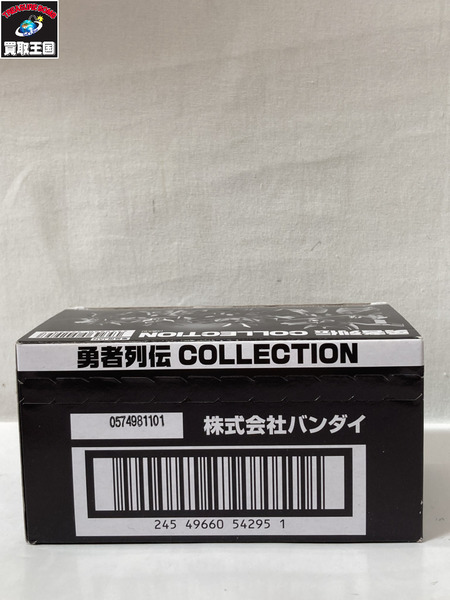 買取王国
勇者列伝 COLLECTION
勇者列伝 COLLECTION
0574981101
株式会社バンダイ
245 49660 54295 1